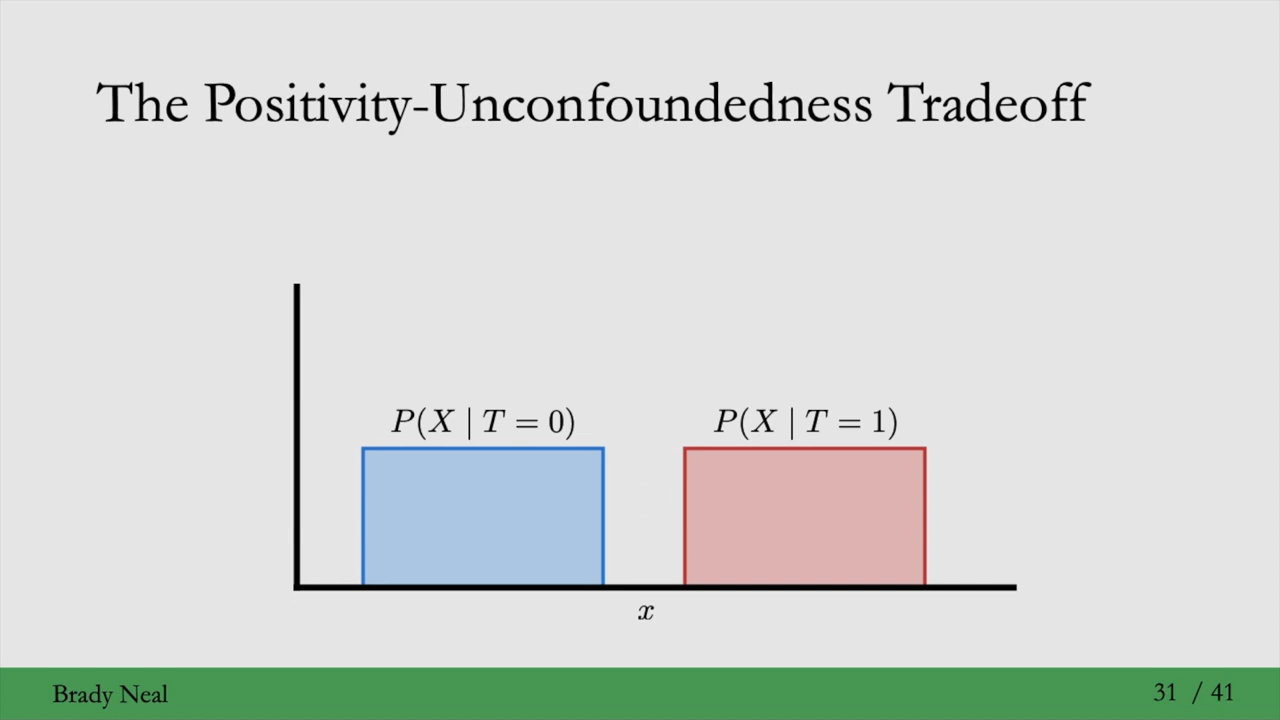 The Positivity-Unconfoundedness Tradeoff
P(X | T = 0)
P(X | T = 1)
x
Brady Neal
31 / 41